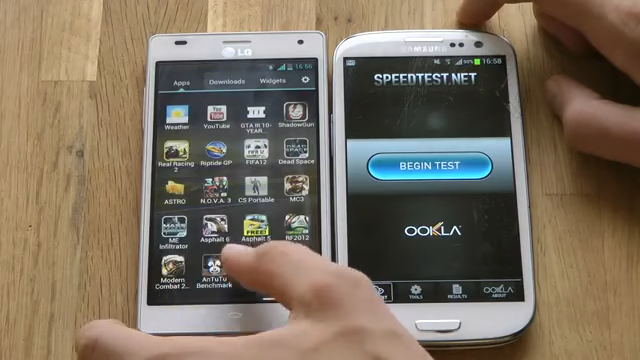 LG
16:56
Apps
Downloads
Widgets
Weather
YouTube
GTA III 10-
YEAR...
ShadowGun
Real Racing
2
Riptide GP
FIFA12
Dead Space
ASTRO
N.O.V.A. 3
CS Portable
MC3
ME
Infiltrator
Asphalt 6
FREE!
Asphalt 5
RF2012
Modern
Combat 2...
AnTuTu
Benchmark
SAMSUNG
16:58
SPEEDTEST.NET
BEGIN TEST
OOKLA
TOOLS
RESULTS
OOKLA
ABOUT